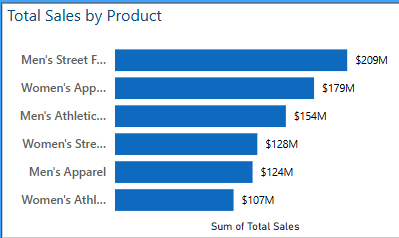 Total Sales by Product
Men's Street F... $209M
Women's App... $179M
Men's Athletic... $154M
Women's Stre... $128M
Men's Apparel $124M
Women's Athl... $107M
Sum of Total Sales